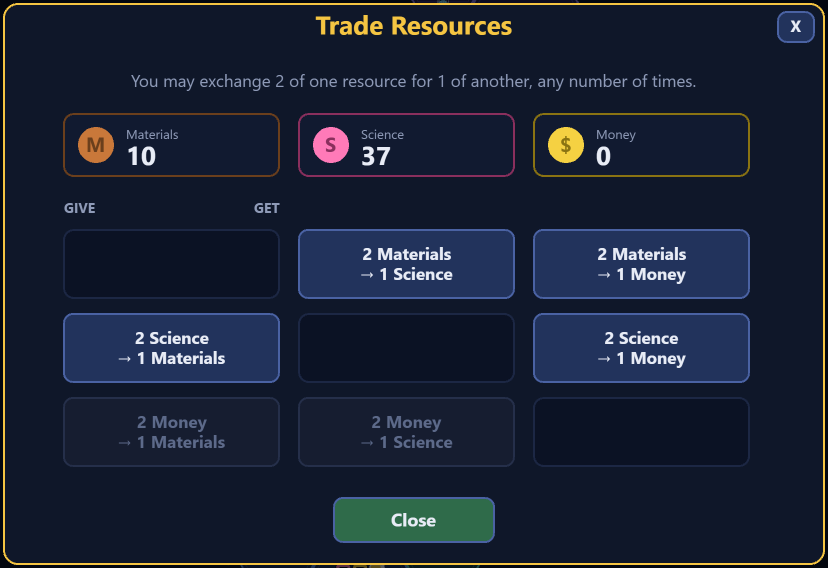 Trade Resources
X
You may exchange 2 of one resource for 1 of another, any number of times.
M
Materials
10
S
Science
37
$
Money
0
GIVE
GET
2 Materials
→ 1 Science
2 Materials
→ 1 Money
2 Science
→ 1 Materials
2 Science
→ 1 Money
2 Money
→ 1 Materials
2 Money
→ 1 Science
Close